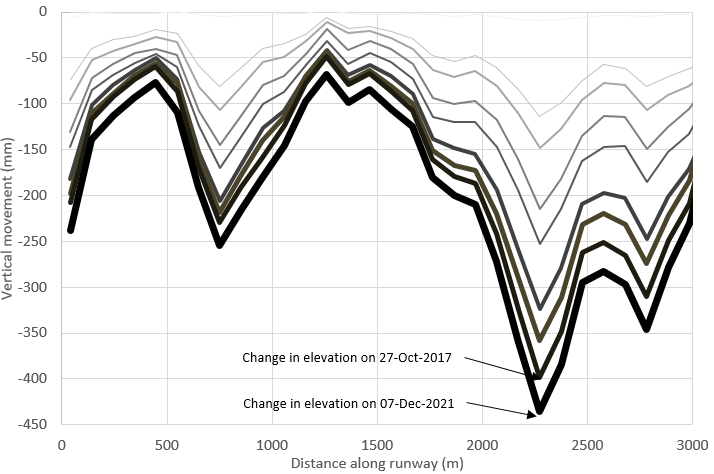 0
-50
-100
-150
-200
-250
-300
-350
-400
-450
Vertical movement (mm)
Change in elevation on 27-Oct-2017
Change in elevation on 07-Dec-2021
0 500 1000 1500 2000 2500 3000
Distance along runway (m)